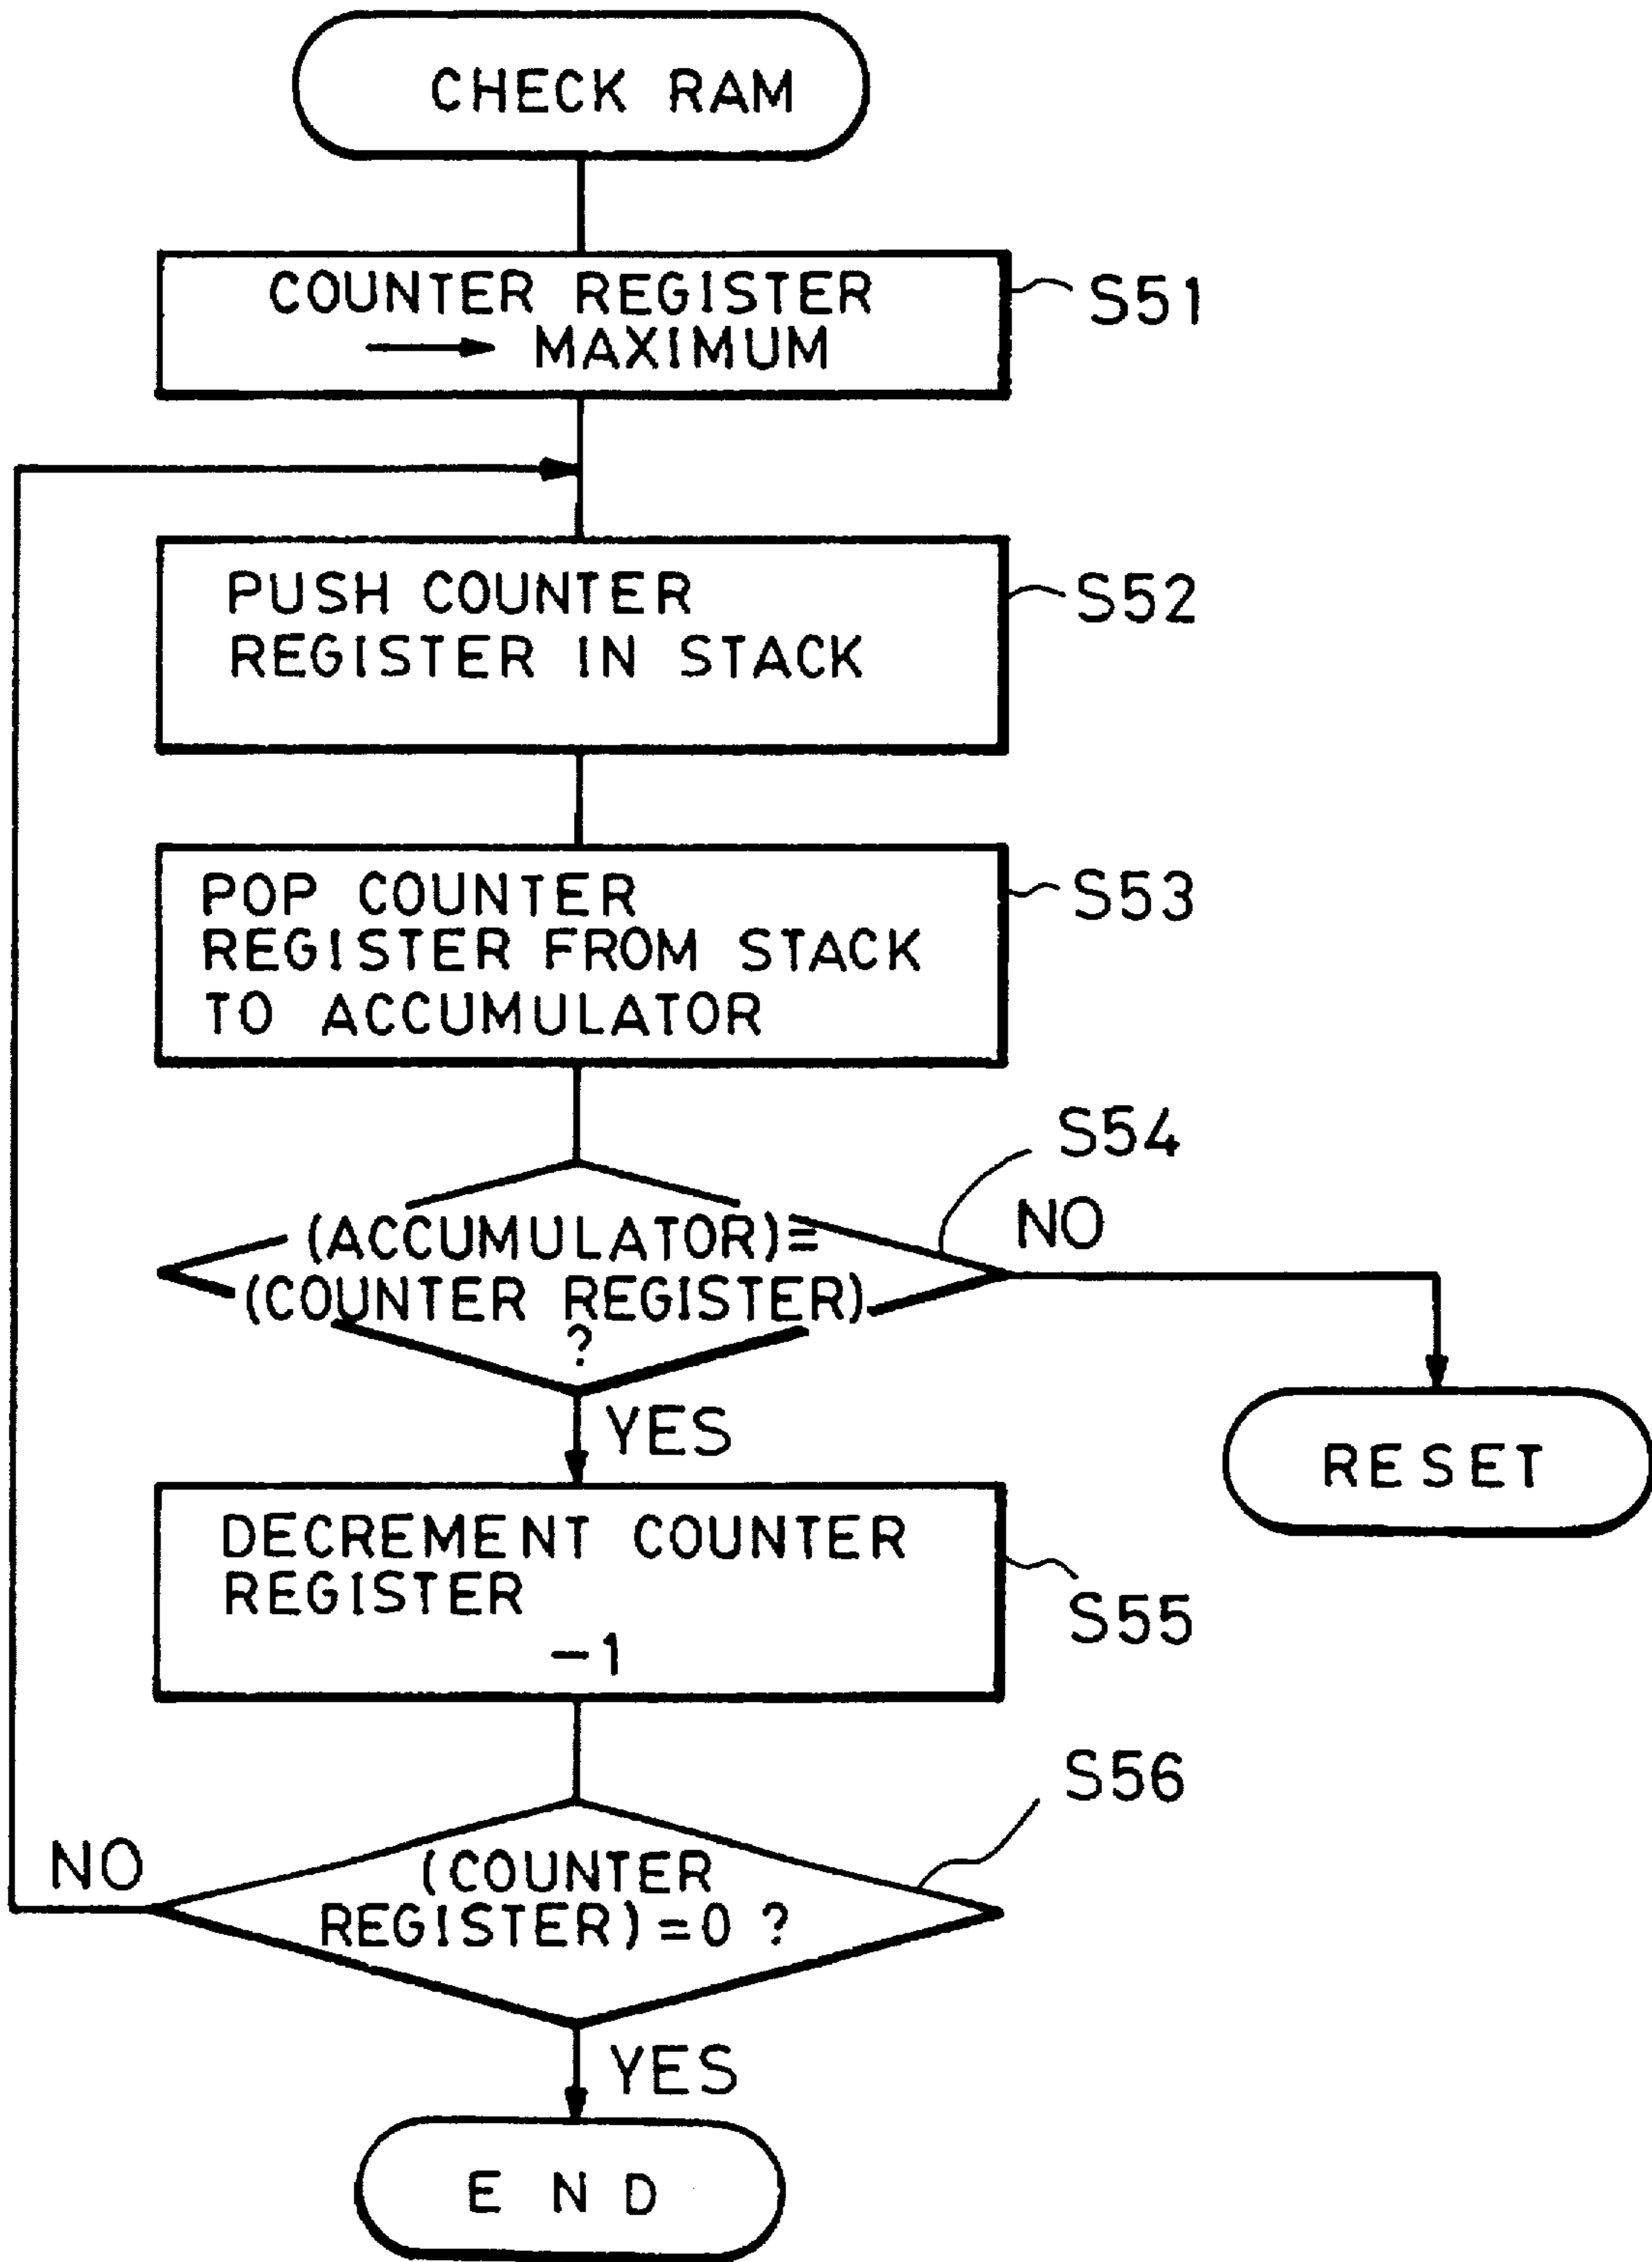 CHECK RAM
COUNTER REGISTER
→ MAXIMUM
S51
PUSH COUNTER
REGISTER IN STACK
S52
POP COUNTER
REGISTER FROM STACK
TO ACCUMULATOR
S53
S54
(ACCUMULATOR)=
(COUNTER REGISTER)
?
NO
YES
RESET
DECREMENT COUNTER
REGISTER
-1
S55
S56
(COUNTER
REGISTER)=0 ?
NO
YES
END